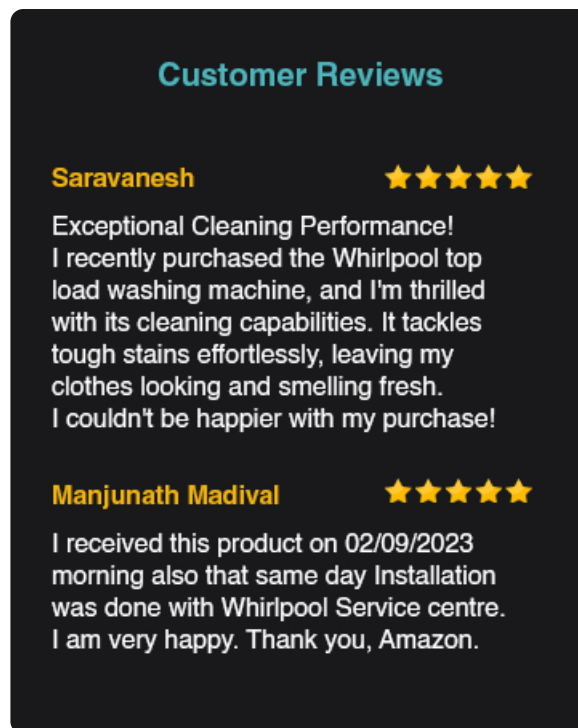 Customer Reviews
Saravanesh
Exceptional Cleaning Performance!
I recently purchased the Whirlpool top
load washing machine, and I'm thrilled
with its cleaning capabilities. It tackles
tough stains effortlessly, leaving my
clothes looking and smelling fresh.
I couldn't be happier with my purchase!
Manjunath Madival
I received this product on 02/09/2023
morning also that same day Installation
was done with Whirlpool Service centre.
I am very happy. Thank you, Amazon.